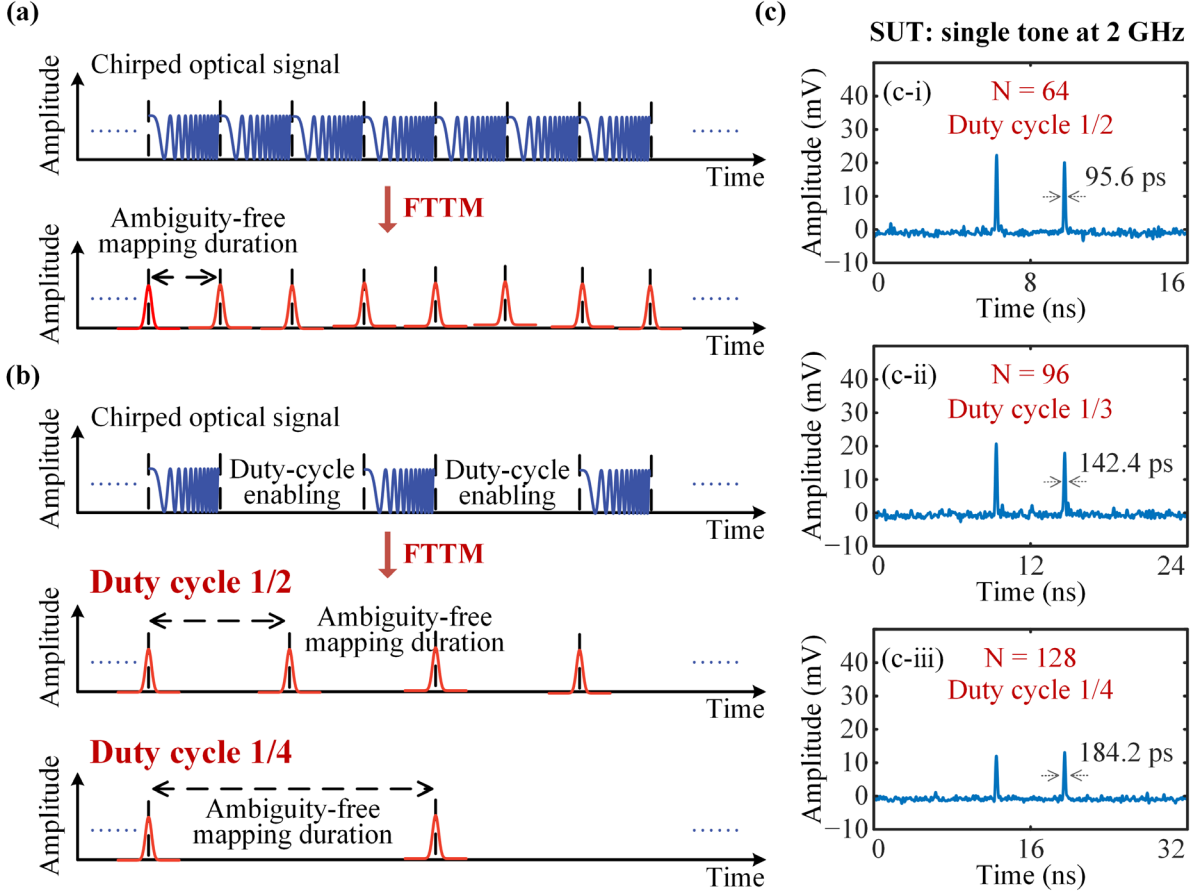 (a)
Chirped optical signal
Amplitude
......
......
Time
FTTM
Ambiguity-free
mapping duration
Amplitude
......
......
Time
(b)
Chirped optical signal
Amplitude
......
Duty-cycle
enabling
Duty-cycle
enabling
......
Time
FTTM
Duty cycle 1/2
Ambiguity-free
mapping duration
Amplitude
......
......
Time
Duty cycle 1/4
Ambiguity-free
mapping duration
Amplitude
......
......
Time
(c)
SUT: single tone at 2 GHz
(c-i)
N = 64
Duty cycle 1/2
95.6 ps
Amplitude (mV)
40
30
20
10
0
−10
0
8
16
Time (ns)
(c-ii)
N = 96
Duty cycle 1/3
142.4 ps
Amplitude (mV)
40
30
20
10
0
−10
0
12
24
Time (ns)
(c-iii)
N = 128
Duty cycle 1/4
184.2 ps
Amplitude (mV)
40
30
20
10
0
−10
0
16
32
Time (ns)